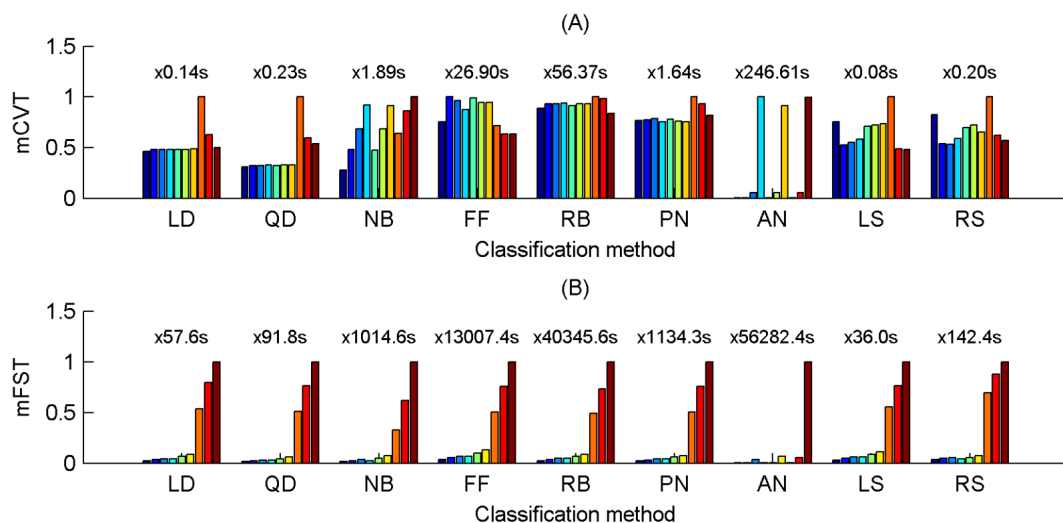 (A)
1.5
x0.14s x0.23s x1.89s x26.90s x56.37s x1.64s x246.61s x0.08s x0.20s
1
mCVT
0.5
0
LD QD NB FF RB PN AN LS RS
Classification method
(B)
1.5
x57.6s x91.8s x1014.6s x13007.4s x40345.6s x1134.3s x56282.4s x36.0s x142.4s
1
mFST
0.5
0
LD QD NB FF RB PN AN LS RS
Classification method